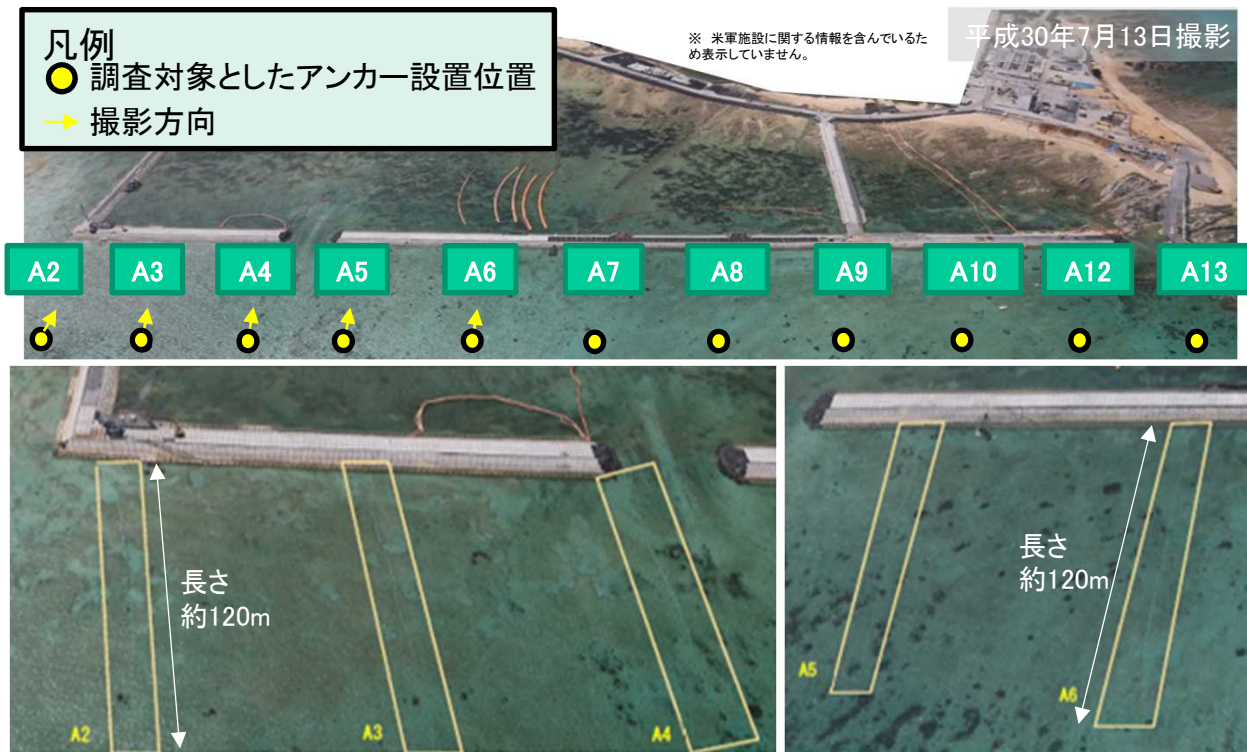 凡例
調査対象としたアンカー設置位置
撮影方向
※ 米軍施設に関する情報を含んでいるた
め表示していません。
平成30年7月13日撮影
A2
A3
A4
A5
A6
A7
A8
A9
A10
A12
A13
長さ
約120m
A2
A3
A4
長さ
約120m
A5
A6